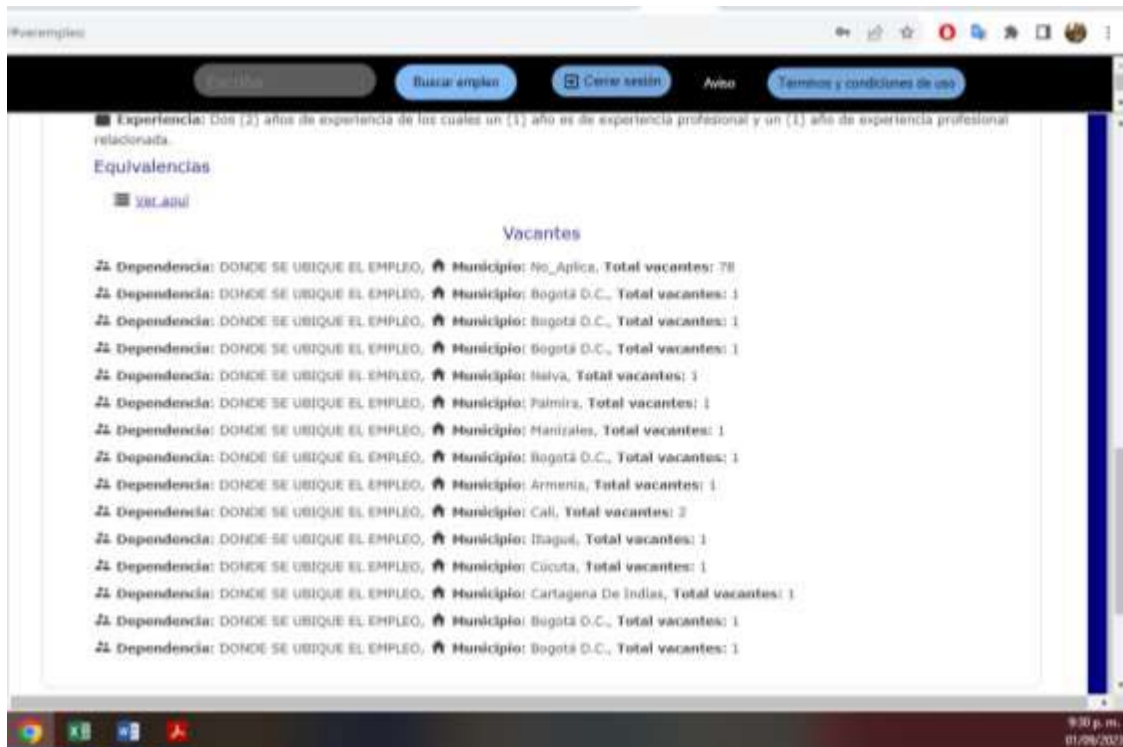 #verempleo
Escriba
Buscar empleo
Cerrar sesión
Aviso
Terminos y condiciones de uso
Experiencia: Dos (2) años de experiencia de los cuales un (1) año es de experiencia profesional y un (1) año de experiencia profesional
relacionada.
Equivalencias
Ver aquí
Vacantes
Dependencia: DONDE SE UBIQUE EL EMPLEO, Municipio: No_Aplica, Total vacantes: 78
Dependencia: DONDE SE UBIQUE EL EMPLEO, Municipio: Bogotá D.C., Total vacantes: 1
Dependencia: DONDE SE UBIQUE EL EMPLEO, Municipio: Bogotá D.C., Total vacantes: 1
Dependencia: DONDE SE UBIQUE EL EMPLEO, Municipio: Bogotá D.C., Total vacantes: 1
Dependencia: DONDE SE UBIQUE EL EMPLEO, Municipio: Neiva, Total vacantes: 1
Dependencia: DONDE SE UBIQUE EL EMPLEO, Municipio: Palmira, Total vacantes: 1
Dependencia: DONDE SE UBIQUE EL EMPLEO, Municipio: Manizales, Total vacantes: 1
Dependencia: DONDE SE UBIQUE EL EMPLEO, Municipio: Bogotá D.C., Total vacantes: 1
Dependencia: DONDE SE UBIQUE EL EMPLEO, Municipio: Armenia, Total vacantes: 1
Dependencia: DONDE SE UBIQUE EL EMPLEO, Municipio: Cali, Total vacantes: 2
Dependencia: DONDE SE UBIQUE EL EMPLEO, Municipio: Ibagué, Total vacantes: 1
Dependencia: DONDE SE UBIQUE EL EMPLEO, Municipio: Cúcuta, Total vacantes: 1
Dependencia: DONDE SE UBIQUE EL EMPLEO, Municipio: Cartagena De Indias, Total vacantes: 1
Dependencia: DONDE SE UBIQUE EL EMPLEO, Municipio: Bogotá D.C., Total vacantes: 1
Dependencia: DONDE SE UBIQUE EL EMPLEO, Municipio: Bogotá D.C., Total vacantes: 1
9:30 p. m.